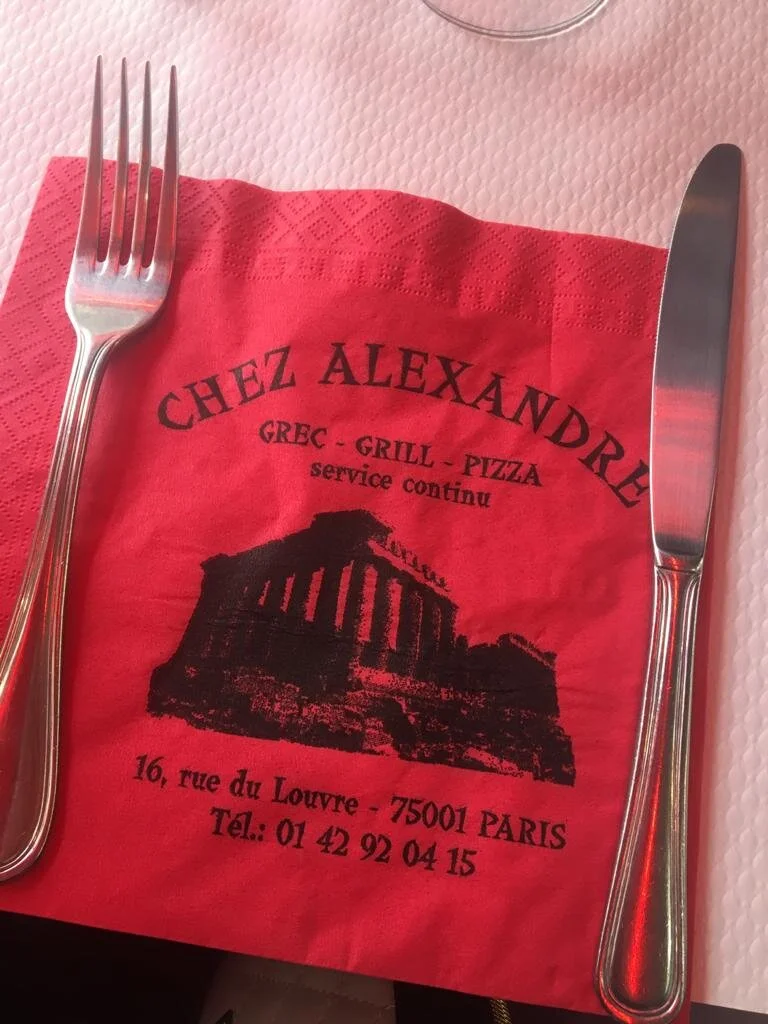 CHEZ ALEXANDRE
GREC - GRILL - PIZZA
service continu
16, rue du Louvre - 75001 PARIS
Tél.: 01 42 92 04 15